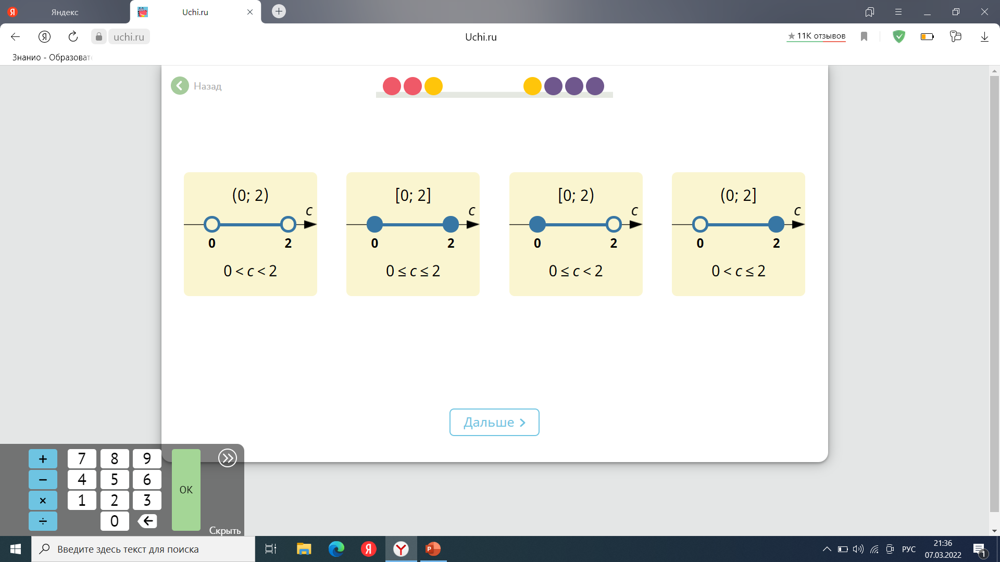 Яндекс
Uchi.ru
uchi.ru
Uchi.ru
11К отзывов
Знанио - Образоват
Назад
(0; 2)
c
0 2
0 < c < 2
[0; 2]
c
0 2
0 ≤ c ≤ 2
[0; 2)
c
0 2
0 ≤ c < 2
(0; 2]
c
0 2
0 < c ≤ 2
Дальше
+ 7 8 9
− 4 5 6
× 1 2 3
÷ 0
OK
Скрыть
Введите здесь текст для поиска
РУС
21:36
07.03.2022
1